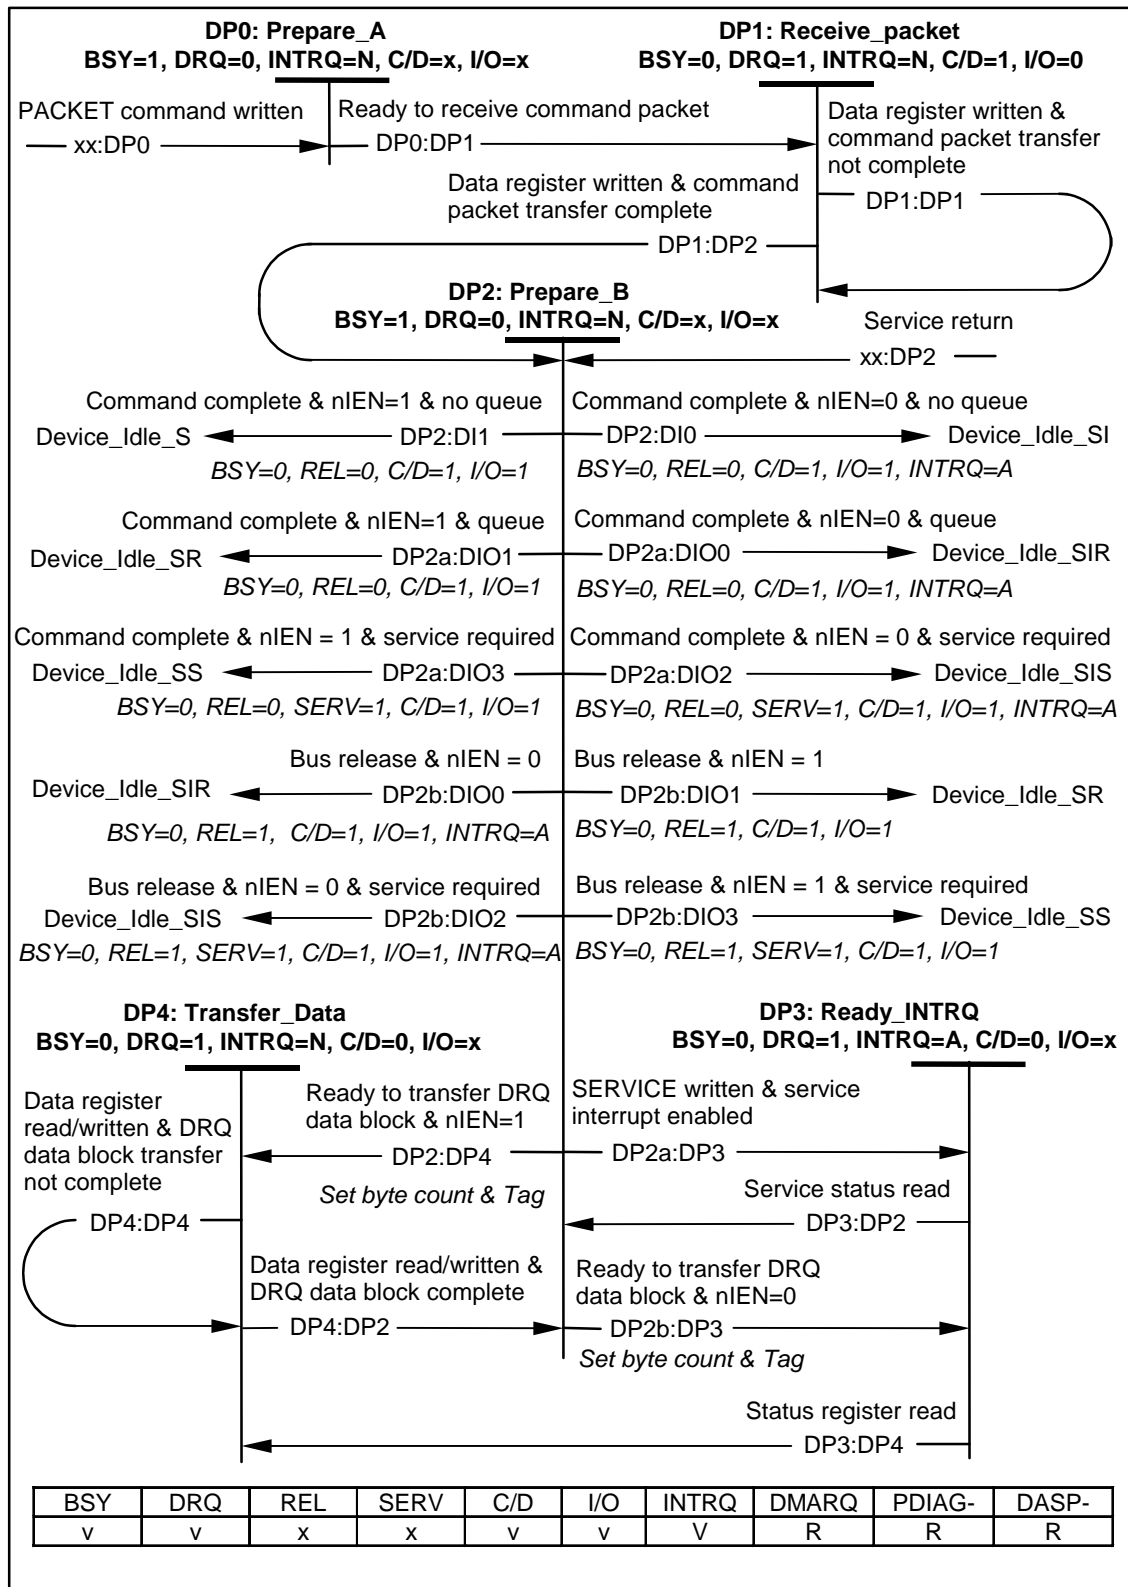 DP0: Prepare_A
BSY=1, DRQ=0, INTRQ=N, C/D=x, I/O=x
DP1: Receive_packet
BSY=0, DRQ=1, INTRQ=N, C/D=1, I/O=0
PACKET command written
xx:DP0
Ready to receive command packet
DP0:DP1
Data register written &
command packet transfer
not complete
DP1:DP1
Data register written & command
packet transfer complete
DP1:DP2
DP2: Prepare_B
BSY=1, DRQ=0, INTRQ=N, C/D=x, I/O=x
Service return
xx:DP2
Command complete & nIEN=1 & no queue
Device_Idle_S
DP2:DI1
BSY=0, REL=0, C/D=1, I/O=1
Command complete & nIEN=0 & no queue
DP2:DI0
Device_Idle_SI
BSY=0, REL=0, C/D=1, I/O=1, INTRQ=A
Command complete & nIEN=1 & queue
Device_Idle_SR
DP2a:DIO1
BSY=0, REL=0, C/D=1, I/O=1
Command complete & nIEN=0 & queue
DP2a:DIO0
Device_Idle_SIR
BSY=0, REL=0, C/D=1, I/O=1, INTRQ=A
Command complete & nIEN = 1 & service required
Device_Idle_SS
DP2a:DIO3
BSY=0, REL=0, SERV=1, C/D=1, I/O=1
Command complete & nIEN = 0 & service required
DP2a:DIO2
Device_Idle_SIS
BSY=0, REL=0, SERV=1, C/D=1, I/O=1, INTRQ=A
Bus release & nIEN = 0
Device_Idle_SIR
DP2b:DIO0
BSY=0, REL=1, C/D=1, I/O=1, INTRQ=A
Bus release & nIEN = 1
DP2b:DIO1
Device_Idle_SR
BSY=0, REL=1, C/D=1, I/O=1
Bus release & nIEN = 0 & service required
Device_Idle_SIS
DP2b:DIO2
BSY=0, REL=1, SERV=1, C/D=1, I/O=1, INTRQ=A
Bus release & nIEN = 1 & service required
DP2b:DIO3
Device_Idle_SS
BSY=0, REL=1, SERV=1, C/D=1, I/O=1
DP4: Transfer_Data
BSY=0, DRQ=1, INTRQ=N, C/D=0, I/O=x
DP3: Ready_INTRQ
BSY=0, DRQ=1, INTRQ=A, C/D=0, I/O=x
Data register
read/written & DRQ
data block transfer
not complete
DP4:DP4
Ready to transfer DRQ
data block & nIEN=1
DP2:DP4
Set byte count & Tag
SERVICE written & service
interrupt enabled
DP2a:DP3
Service status read
DP3:DP2
Data register read/written &
DRQ data block complete
DP4:DP2
Ready to transfer DRQ
data block & nIEN=0
DP2b:DP3
Set byte count & Tag
Status register read
DP3:DP4
BSY DRQ REL SERV C/D I/O INTRQ DMARQ PDIAG- DASP-
v v x x v v V R R R